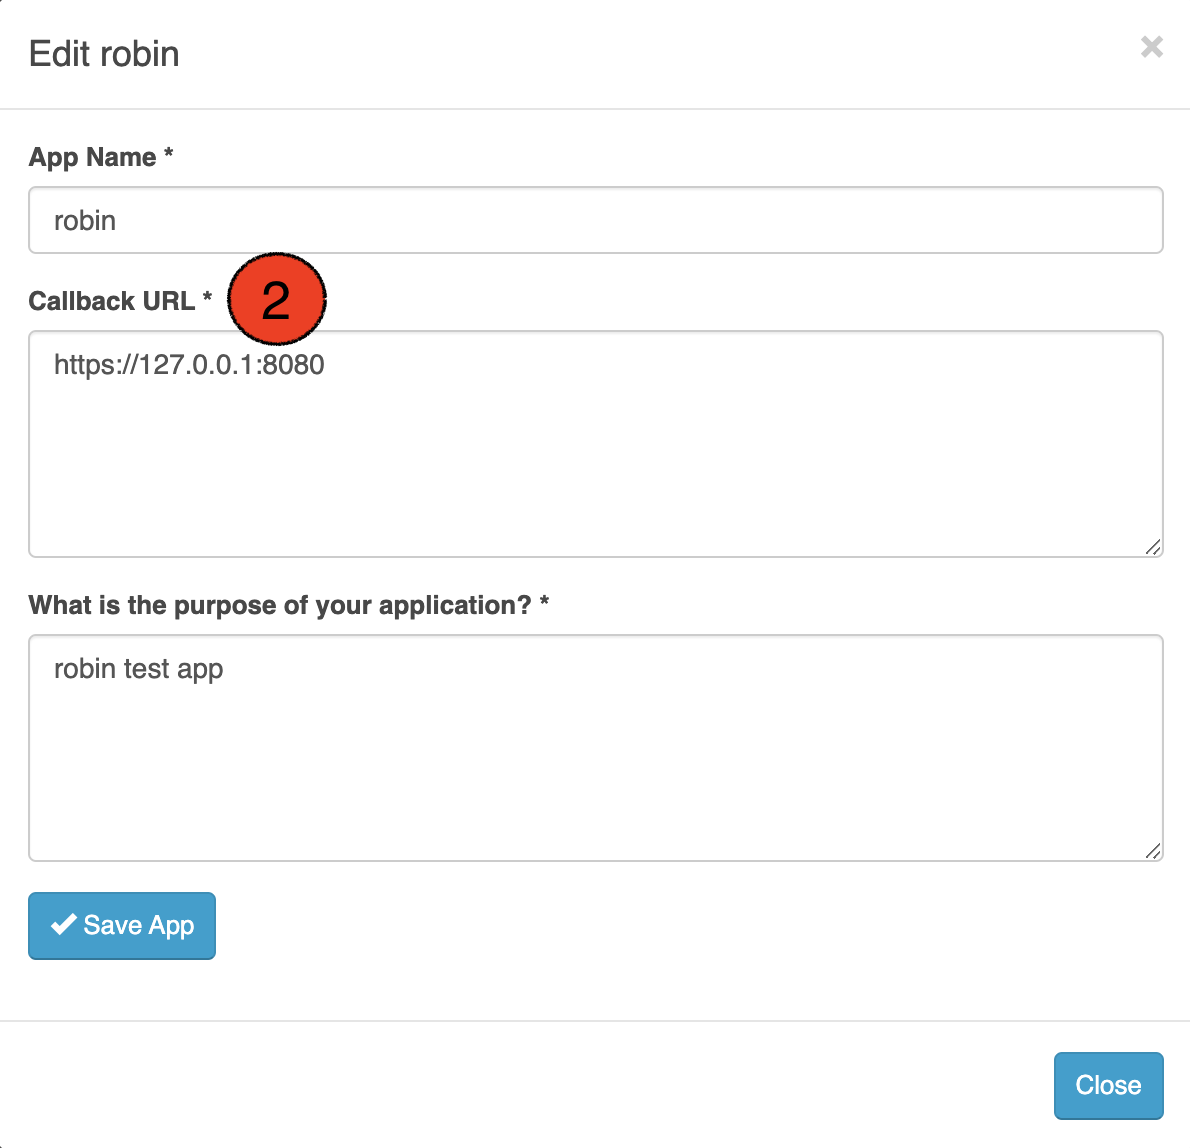 Edit robin
App Name *
robin
Callback URL * 2
https://127.0.0.1:8080
What is the purpose of your application? *
robin test app
Save App
Close